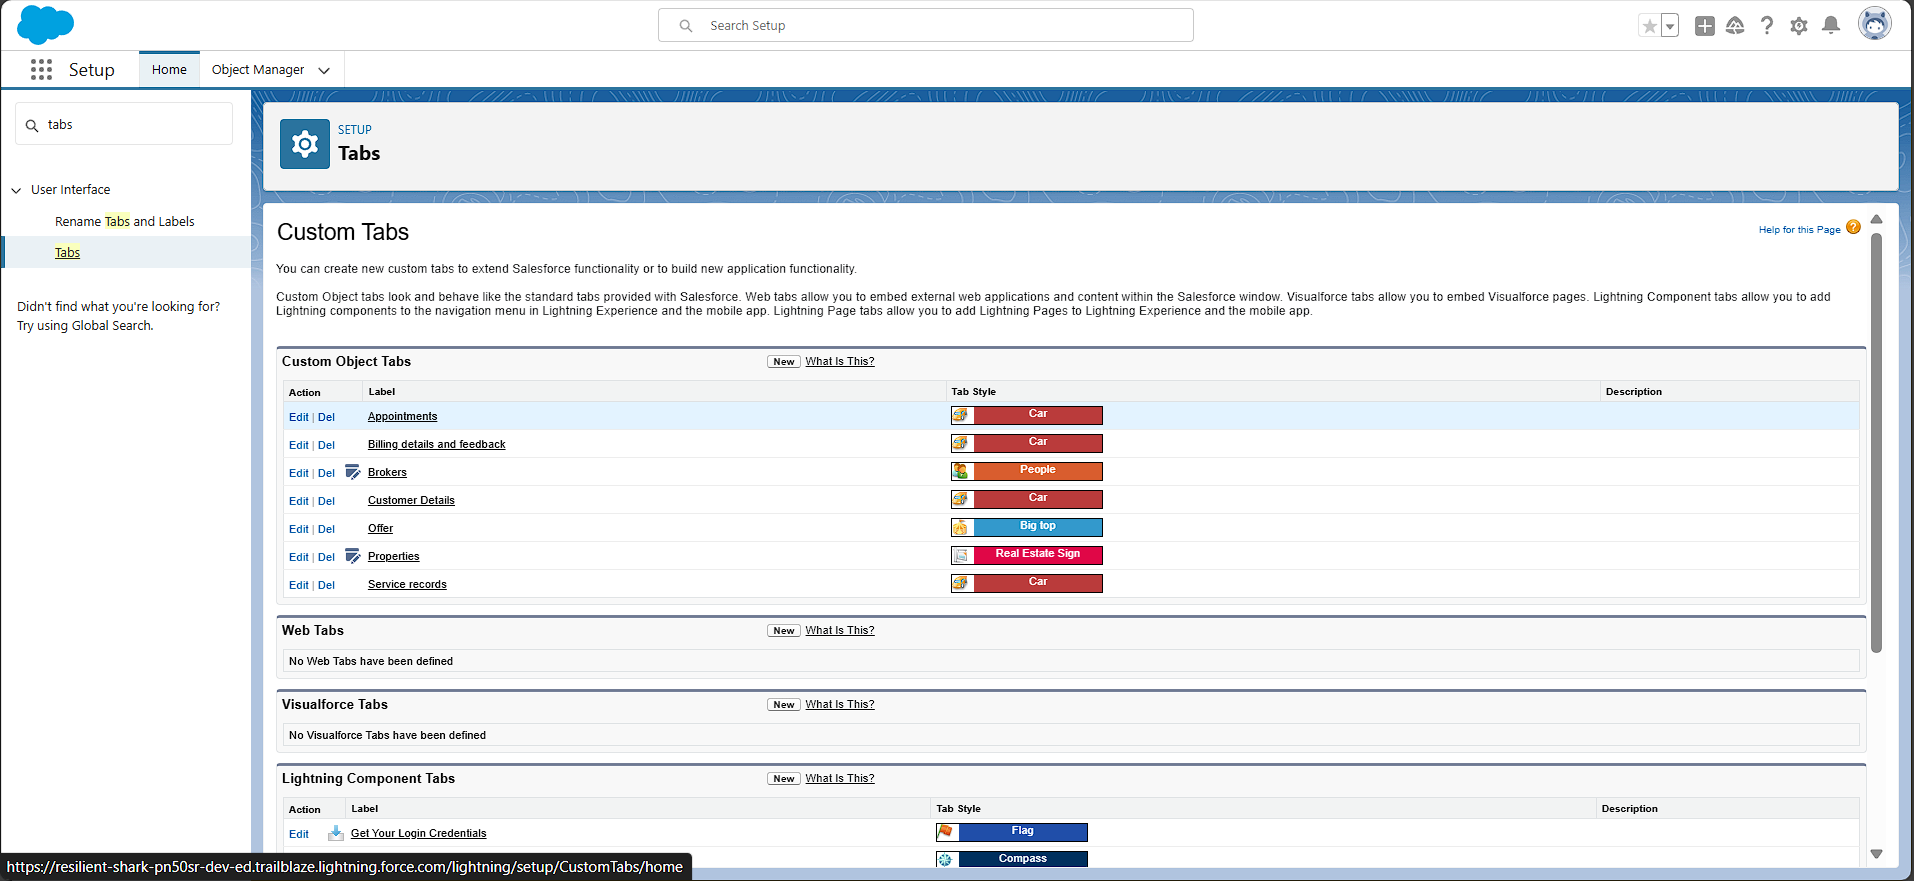 Search Setup
Setup
Home
Object Manager
tabs
User Interface
Rename Tabs and Labels
Tabs
Didn't find what you're looking for?
Try using Global Search.
SETUP
Tabs
Custom Tabs
Help for this Page ?
You can create new custom tabs to extend Salesforce functionality or to build new application functionality.
Custom Object tabs look and behave like the standard tabs provided with Salesforce. Web tabs allow you to embed external web applications and content within the Salesforce window. Visualforce tabs allow you to embed Visualforce pages. Lightning Component tabs allow you to add
Lightning components to the navigation menu in Lightning Experience and the mobile app. Lightning Page tabs allow you to add Lightning Pages to Lightning Experience and the mobile app.
Custom Object Tabs New What Is This?
Action Label Tab Style Description
Edit | Del Appointments Car
Edit | Del Billing details and feedback Car
Edit | Del Brokers People
Edit | Del Customer Details Car
Edit | Del Offer Big top
Edit | Del Properties Real Estate Sign
Edit | Del Service records Car
Web Tabs New What Is This?
No Web Tabs have been defined
Visualforce Tabs New What Is This?
No Visualforce Tabs have been defined
Lightning Component Tabs New What Is This?
Action Label Tab Style Description
Edit Get Your Login Credentials Flag
Compass
https://resilient-shark-pn50sr-dev-ed.trailblaze.lightning.force.com/lightning/setup/CustomTabs/home